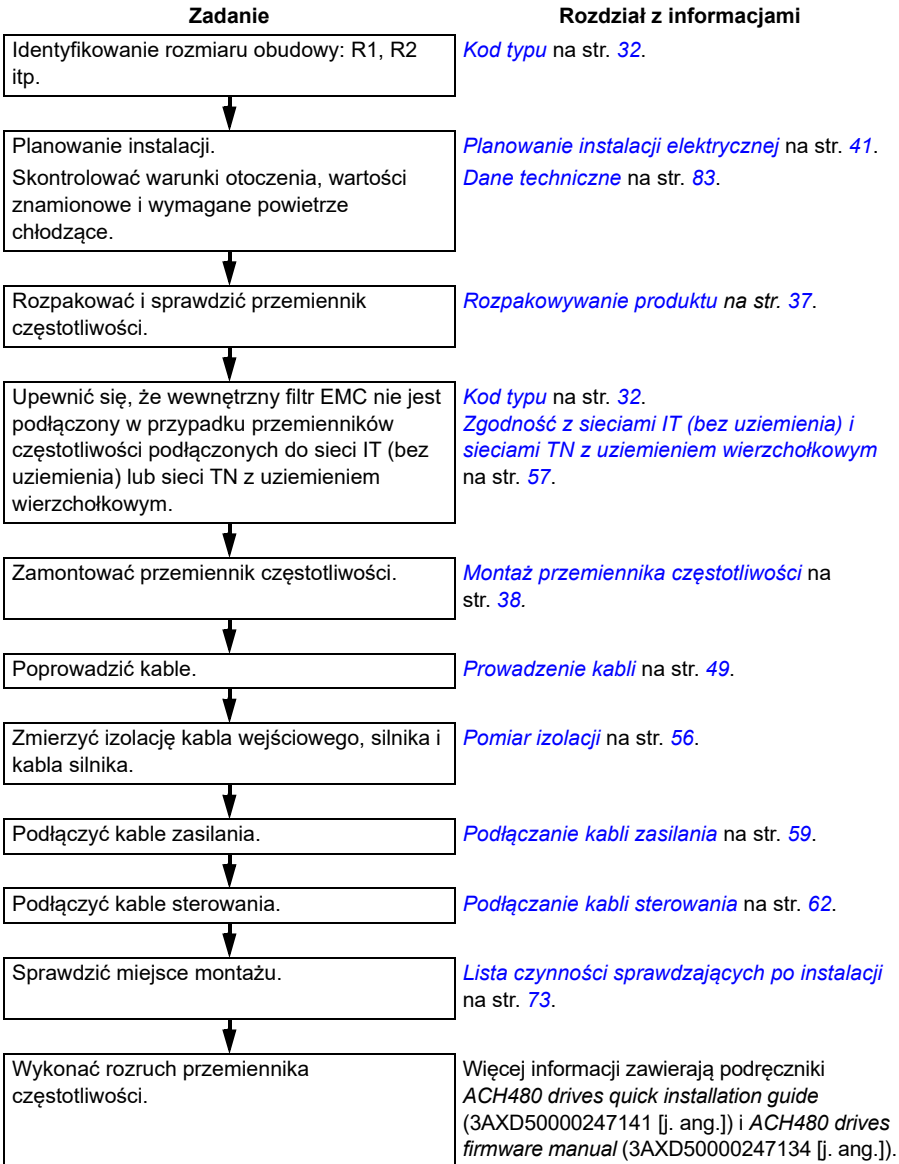 Zadanie
Rozdział z informacjami
Identyfikowanie rozmiaru obudowy: R1, R2
itp.
Kod typu na str. 32.
Planowanie instalacji.
Skontrolować warunki otoczenia, wartości
znamionowe i wymagane powietrze
chłodzące.
Planowanie instalacji elektrycznej na str. 41.
Dane techniczne na str. 83.
Rozpakować i sprawdzić przemiennik
częstotliwości.
Rozpakowywanie produktu na str. 37.
Upewnić się, że wewnętrzny filtr EMC nie jest
podłączony w przypadku przemienników
częstotliwości podłączonych do sieci IT (bez
uziemienia) lub sieci TN z uziemieniem
wierzchołkowym.
Kod typu na str. 32.
Zgodność z sieciami IT (bez uziemienia) i
sieciami TN z uziemieniem wierzchołkowym
na str. 57.
Zamontować przemiennik częstotliwości.
Montaż przemiennika częstotliwości na
str. 38.
Poprowadzić kable.
Prowadzenie kabli na str. 49.
Zmierzyć izolację kabla wejściowego, silnika i
kabla silnika.
Pomiar izolacji na str. 56.
Podłączyć kable zasilania.
Podłączanie kabli zasilania na str. 59.
Podłączyć kable sterowania.
Podłączanie kabli sterowania na str. 62.
Sprawdzić miejsce montażu.
Lista czynności sprawdzających po instalacji
na str. 73.
Wykonać rozruch przemiennika
częstotliwości.
Więcej informacji zawierają podręczniki
ACH480 drives quick installation guide
(3AXD50000247141 [j. ang.]) i ACH480 drives
firmware manual (3AXD50000247134 [j. ang.]).